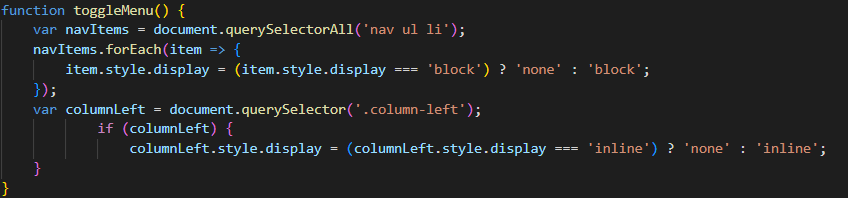 function toggleMenu() {
    var navItems = document.querySelectorAll('nav ul li');
    navItems.forEach(item => {
        item.style.display = (item.style.display === 'block') ? 'none' : 'block';
    });
    var columnLeft = document.querySelector('.column-left');
            if (columnLeft) {
                columnLeft.style.display = (columnLeft.style.display === 'inline') ? 'none' : 'inline';
    }
}